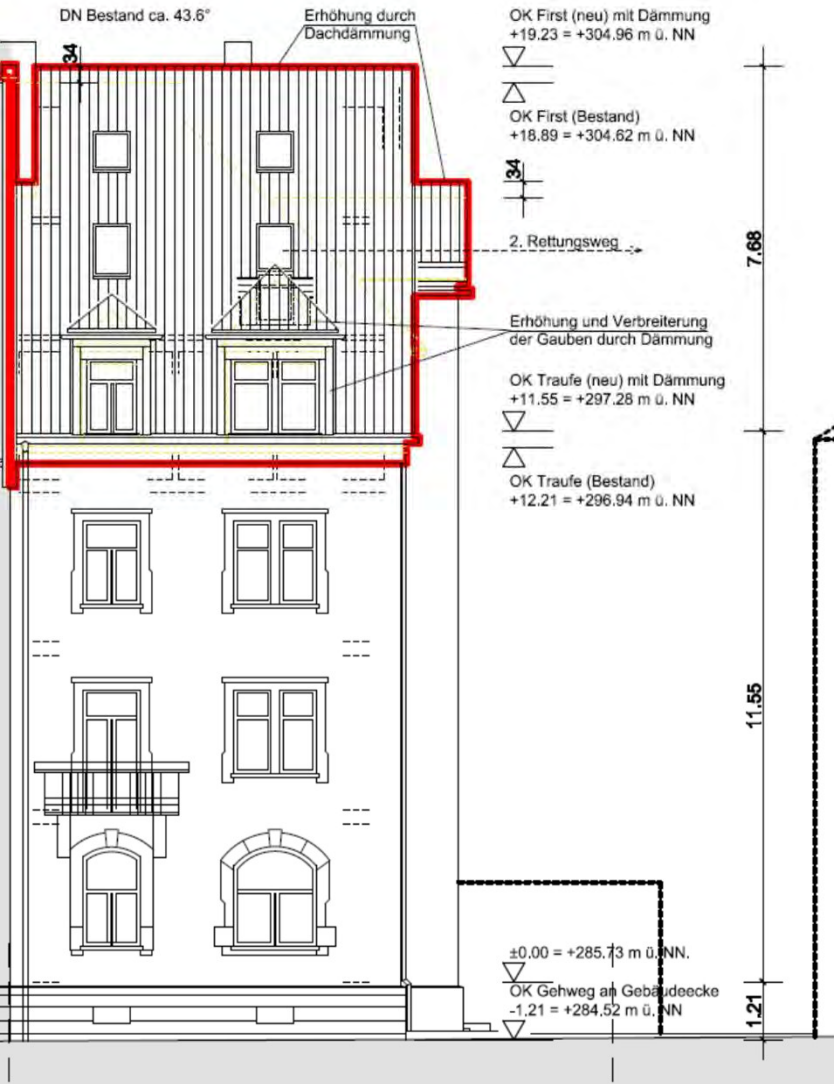 DN Bestand ca. 43.6°
Erhöhung durch
Dachdämmung
OK First (neu) mit Dämmung
+19.23 = +304.96 m ü. NN
34
OK First (Bestand)
+18.89 = +304.62 m ü. NN
34
2. Rettungsweg
7.68
Erhöhung und Verbreiterung
der Gauben durch Dämmung
OK Traufe (neu) mit Dämmung
+11.55 = +297.28 m ü. NN
OK Traufe (Bestand)
+12.21 = +296.94 m ü. NN
11.55
±0.00 = +285.73 m ü. NN.
OK Gehweg an Gebäudeecke
-1.21 = +284.52 m ü. NN
1.21